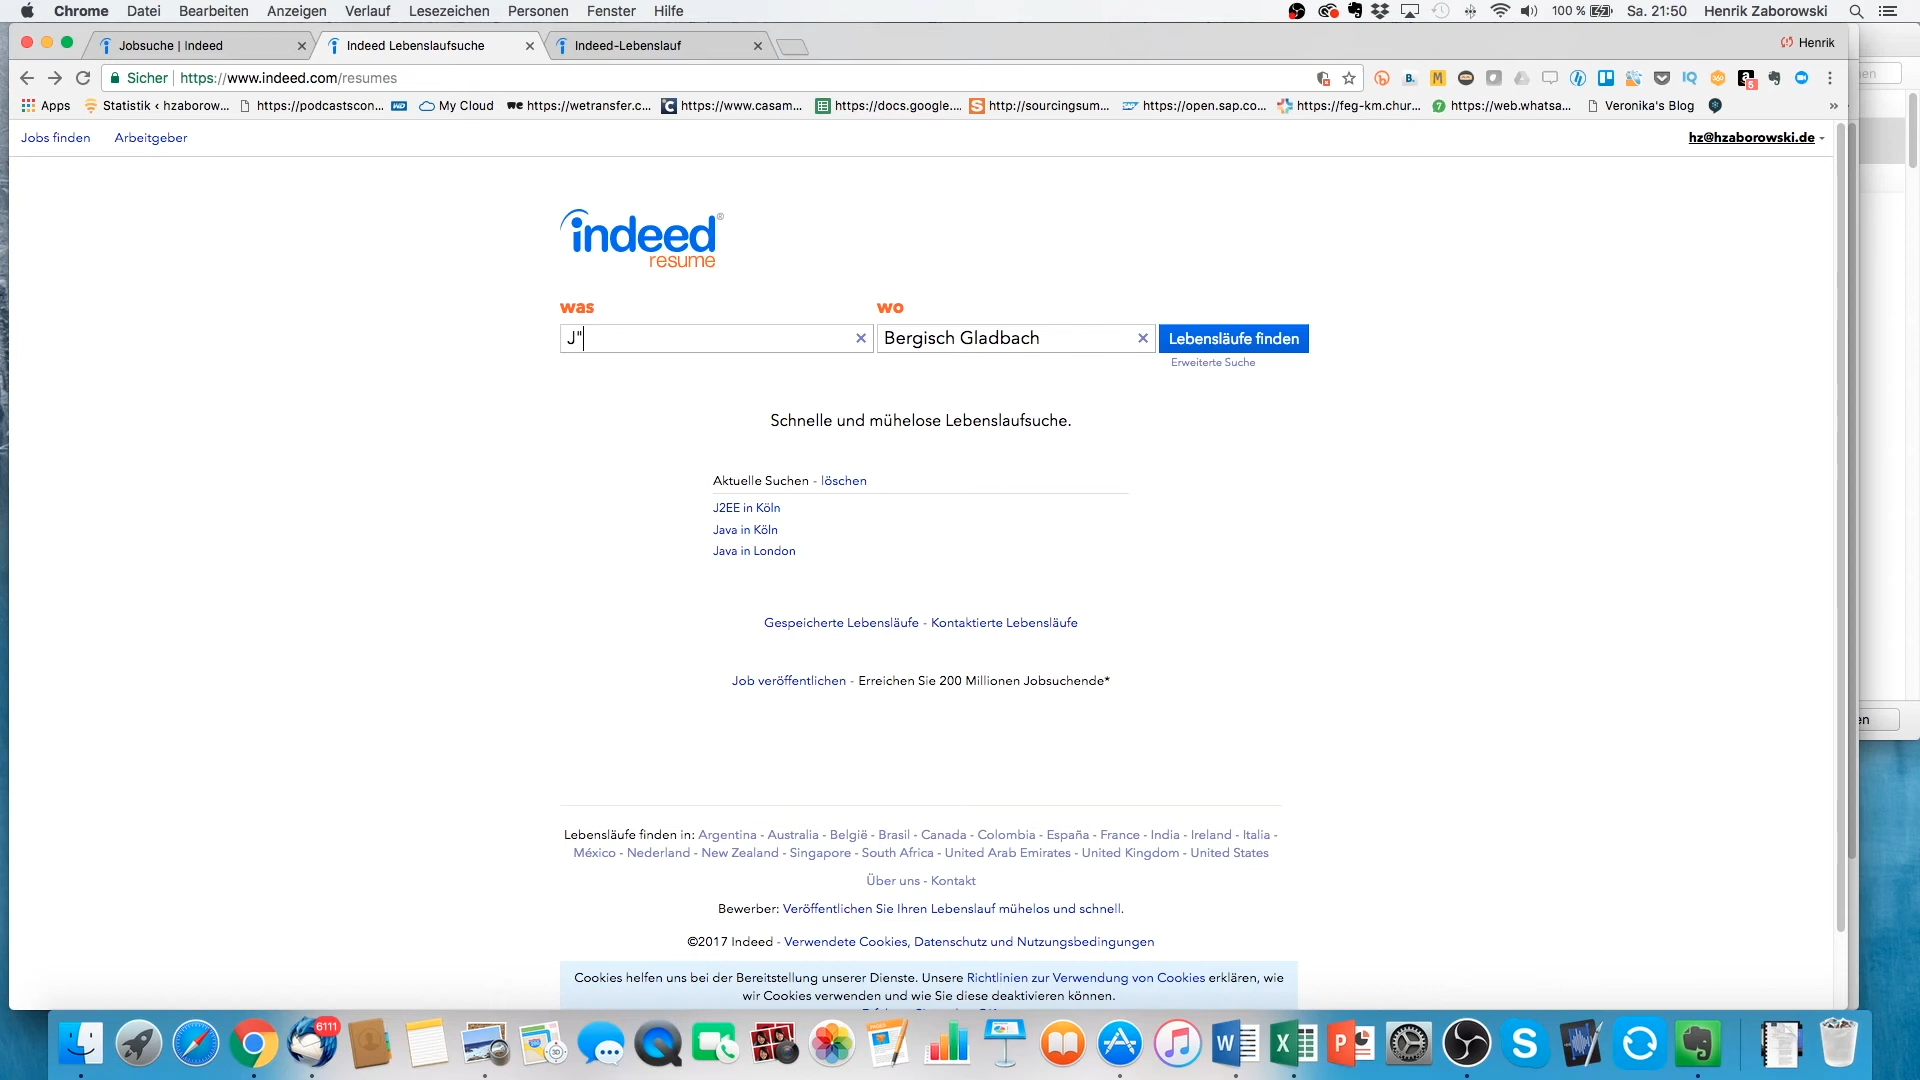 Chrome Datei Bearbeiten Anzeigen Verlauf Lesezeichen Personen Fenster Hilfe 100 % Sa. 21:50 Henrik Zaborowski
Jobsuche | Indeed Indeed Lebenslaufsuche Indeed-Lebenslauf Henrik
Sicher https://www.indeed.com/resumes
Apps Statistik ‹ hzaborow... https://podcastscon... WD My Cloud we https://wetransfer.c... https://www.casam... https://docs.google.... S http://sourcingsum... https://open.sap.co... https://feg-km.chur... https://web.whatsa... Veronika's Blog »
Jobs finden Arbeitgeber hz@hzaborowski.de
indeed®
resume
was wo
J" Bergisch Gladbach Lebensläufe finden
Erweiterte Suche
Schnelle und mühelose Lebenslaufsuche.
Aktuelle Suchen - löschen
J2EE in Köln
Java in Köln
Java in London
Gespeicherte Lebensläufe - Kontaktierte Lebensläufe
Job veröffentlichen - Erreichen Sie 200 Millionen Jobsuchende*
en
Lebensläufe finden in: Argentina - Australia - België - Brasil - Canada - Colombia - España - France - India - Ireland - Italia -
México - Nederland - New Zealand - Singapore - South Africa - United Arab Emirates - United Kingdom - United States
Über uns - Kontakt
Bewerber: Veröffentlichen Sie Ihren Lebenslauf mühelos und schnell.
©2017 Indeed - Verwendete Cookies, Datenschutz und Nutzungsbedingungen
Cookies helfen uns bei der Bereitstellung unserer Dienste. Unsere Richtlinien zur Verwendung von Cookies erklären, wie
wir Cookies verwenden und wie Sie diese deaktivieren können.
6111